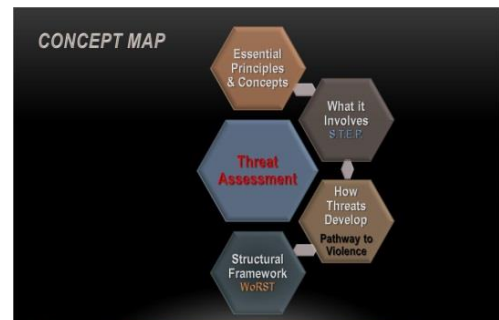 CONCEPT MAP
Essential
Principles
& Concepts
What it
Involves
S.T.E.P.
Threat
Assessment
How
Threats
Develop
Pathway to
Violence
Structural
Framework
WoRST